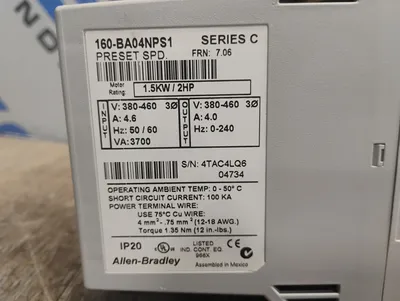 160-BA04NPS1 SERIES C
PRESET SPD. FRN: 7.06
Motor Rating: 1.5KW / 2HP
INPUT
V: 380-460 3Ø
A: 4.6
Hz: 50 / 60
VA: 3700
OUTPUT
V: 380-460 3Ø
A: 4.0
Hz: 0-240
S/N: 4TAC4LQ6
04734
OPERATING AMBIENT TEMP: 0 - 50° C
SHORT CIRCUIT CURRENT: 100 KA
POWER TERMINAL WIRE:
USE 75°C Cu WIRE:
4 mm² - .75 mm² (12-18 AWG.)
Torque 1.35 Nm (12 in.-lbs.)
IP20
C UL US
LISTED
IND. CONT. EQ.
966X
CE
Allen-Bradley
Assembled in Mexico